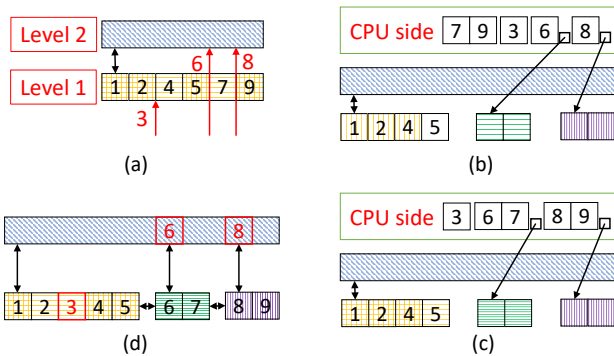 Level 2
6
8
Level 1
1 2 4 5 7 9
3
(a)
CPU side 7 9 3 6 8
1 2 4 5
(b)
6 8
1 2 3 4 5 6 7 8 9
(d)
CPU side 3 6 7 8 9
1 2 4 5
(c)